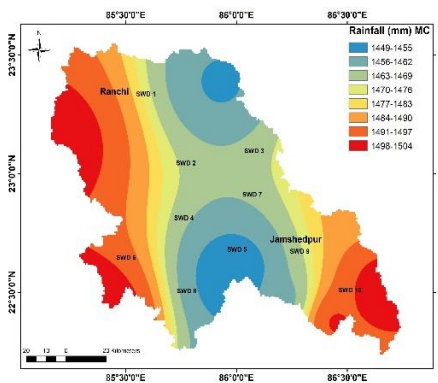 85°30'0"E 86°0'0"E 86°30'0"E
N
Rainfall (mm) MC
1449-1455
1456-1462
1463-1469
1470-1476
1477-1483
1484-1490
1491-1497
1498-1504
23°30'0"N
23°0'0"N
22°30'0"N
Ranchi
SWD 1
SWD 2
SWD 3
SWD 7
SWD 4
Jamshedpur
SWD 5
SWD 9
SWD 6
SWD 8
SWD 10
20 10 0 20 Kilometers
85°30'0"E 86°0'0"E 86°30'0"E